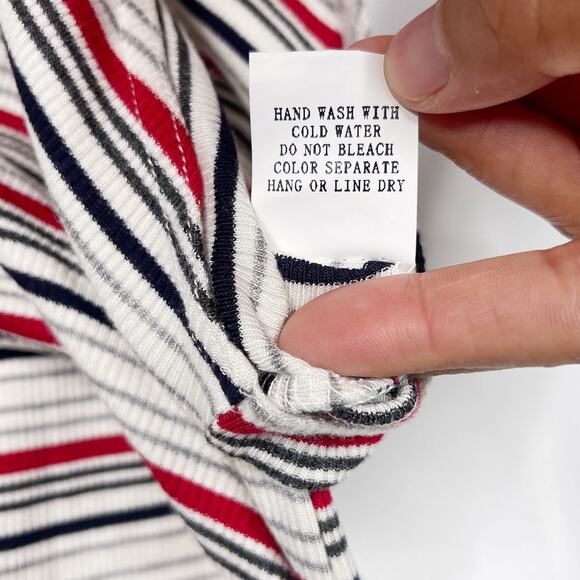 HAND WASH WITH
COLD WATER
DO NOT BLEACH
COLOR SEPARATE
HANG OR LINE DRY